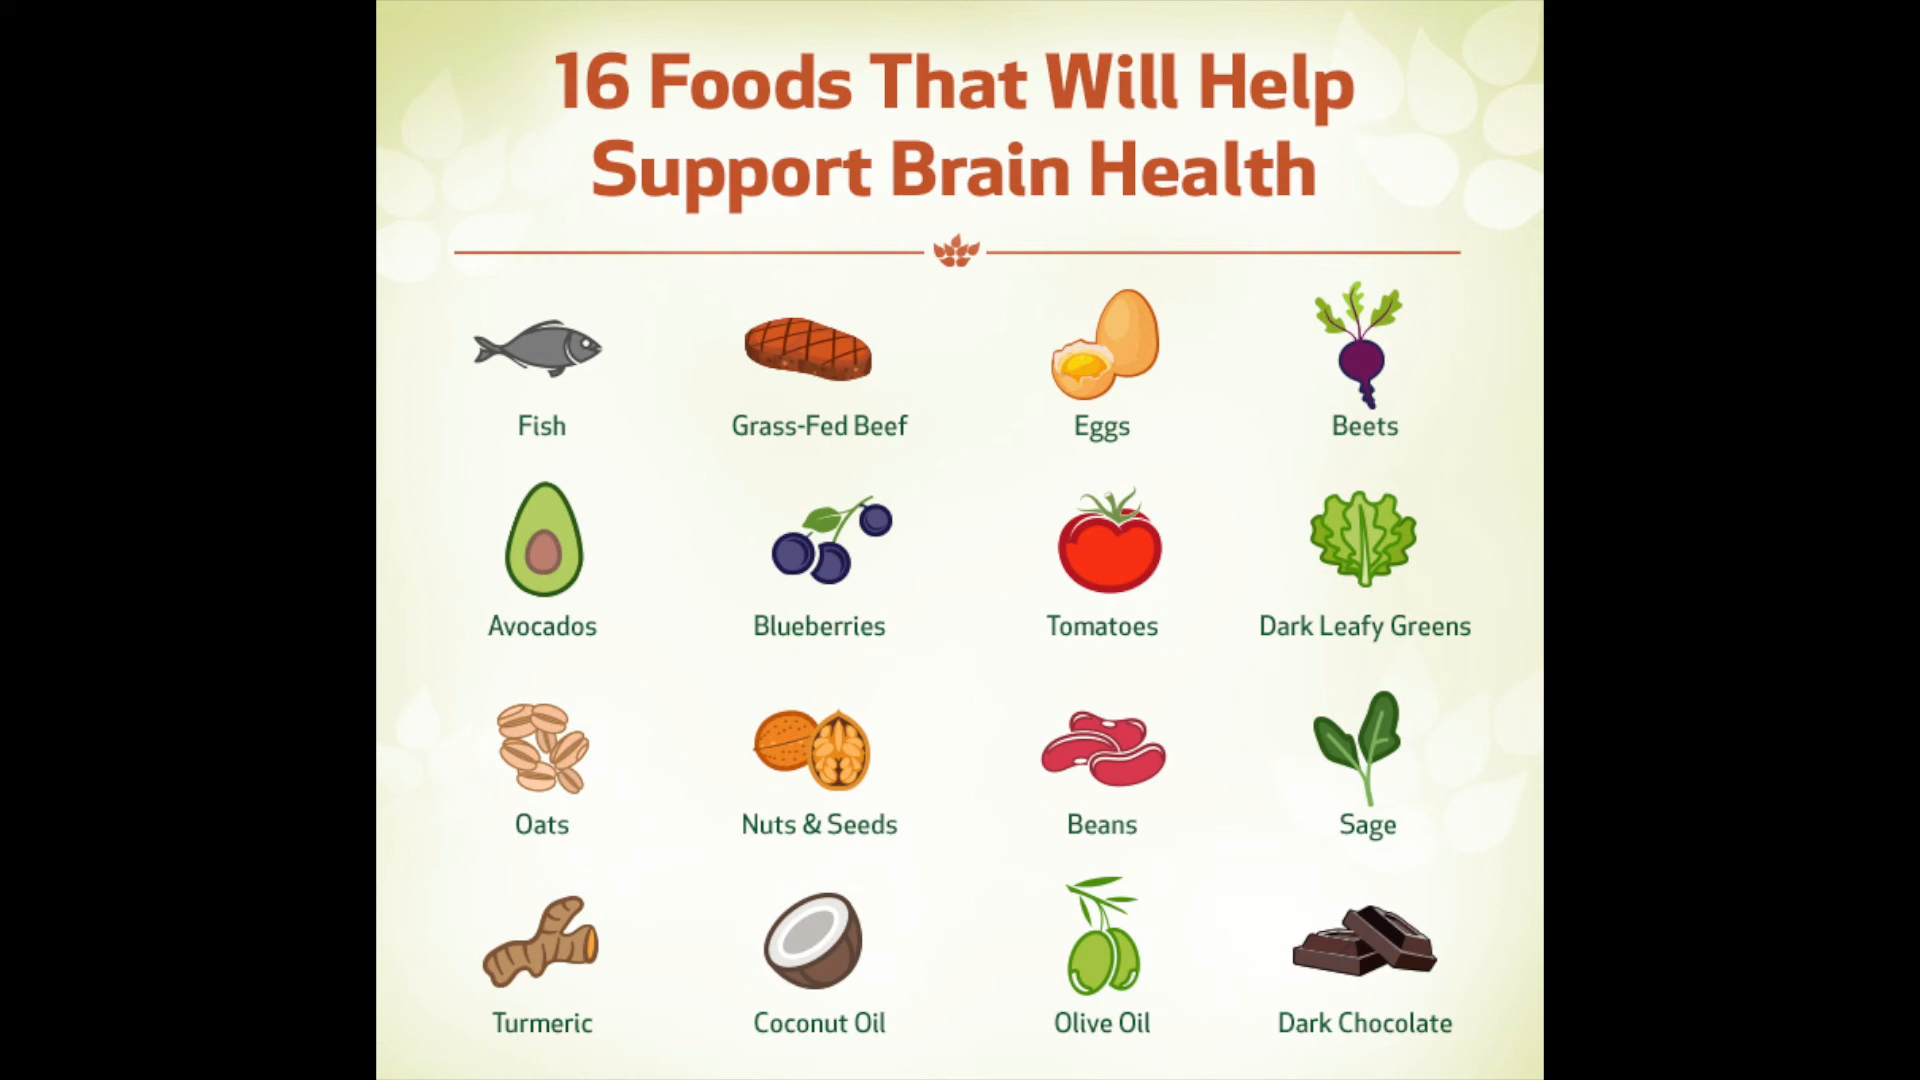 16 Foods That Will Help
Support Brain Health
Fish
Grass-Fed Beef
Eggs
Beets
Avocados
Blueberries
Tomatoes
Dark Leafy Greens
Oats
Nuts & Seeds
Beans
Sage
Turmeric
Coconut Oil
Olive Oil
Dark Chocolate